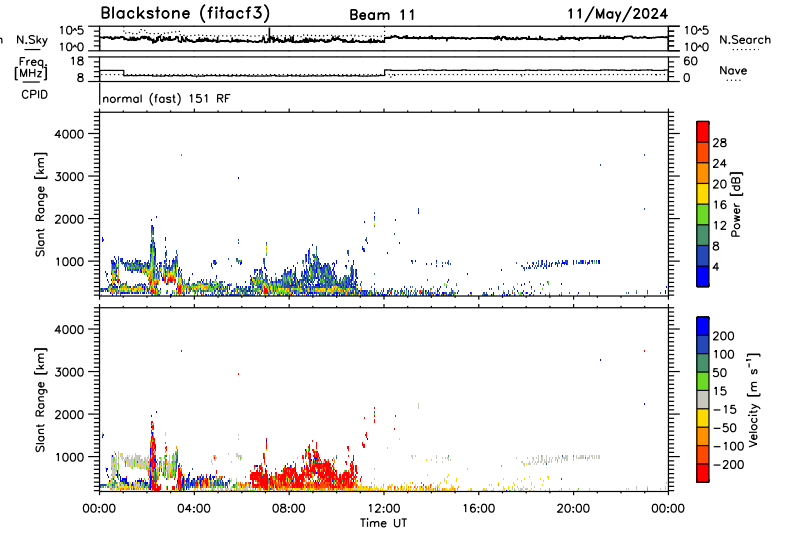 Blackstone (fitacf3)
Beam 11
11/May/2024
n N.Sky
10^5
10^0
10^5
10^0
N.Search
Freq.
[MHz]
18
8
60
0
Nave
CPID
normal (fast) 151 RF
4000
3000
2000
1000
Slant Range [km]
28
24
20
16
12
8
4
Power [dB]
4000
3000
2000
1000
Slant Range [km]
200
100
50
15
-15
-50
-100
-200
Velocity [m s⁻¹]
00:00 04:00 08:00 12:00 16:00 20:00 00:00
Time UT